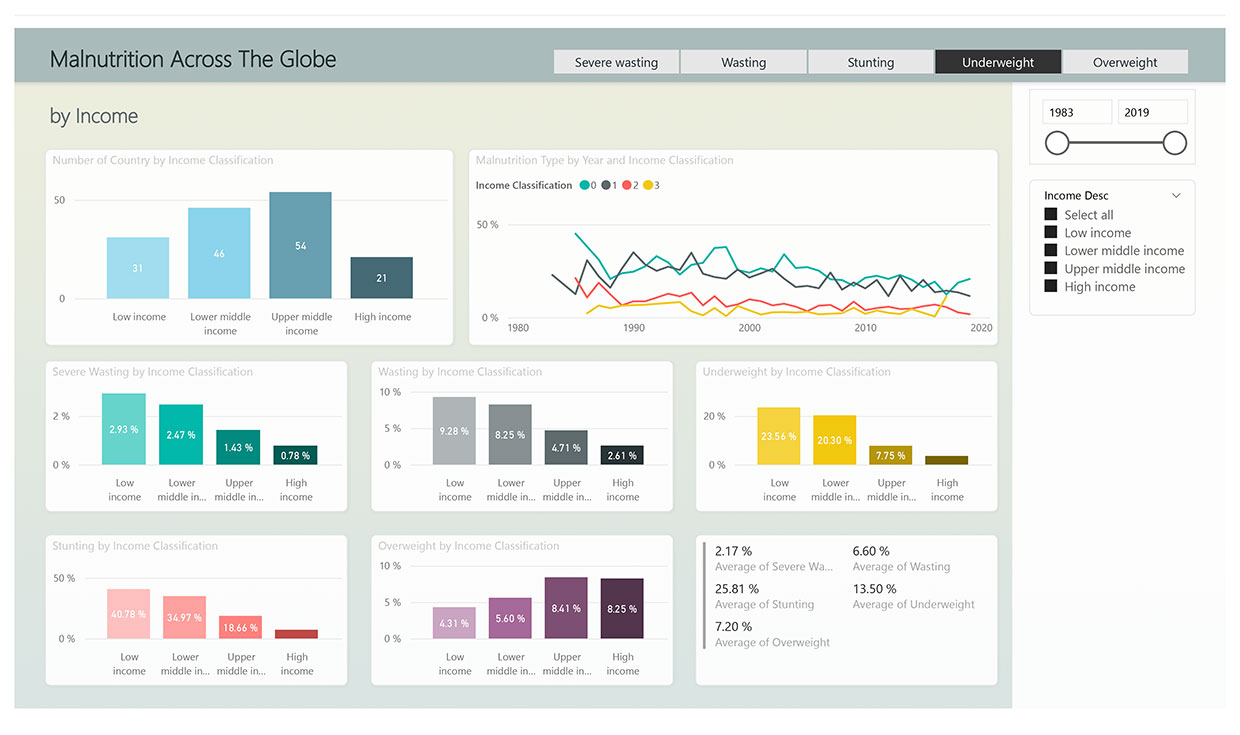 Malnutrition Across The Globe
Severe wasting
Wasting
Stunting
Underweight
Overweight
by Income
1983
2019
Income Desc
Select all
Low income
Lower middle income
Upper middle income
High income
Number of Country by Income Classification
50
0
31
46
54
21
Low income
Lower middle
income
Upper middle
income
High income
Malnutrition Type by Year and Income Classification
Income Classification 0 1 2 3
50 %
0 %
1980
1990
2000
2010
2020
Severe Wasting by Income Classification
2 %
0 %
2.93 %
2.47 %
1.43 %
0.78 %
Low
income
Lower
middle in...
Upper
middle in...
High
income
Wasting by Income Classification
10 %
5 %
0 %
9.28 %
8.25 %
4.71 %
2.61 %
Low
income
Lower
middle in...
Upper
middle in...
High
income
Underweight by Income Classification
20 %
0 %
23.56 %
20.30 %
7.75 %
Low
income
Lower
middle in...
Upper
middle in...
High
income
Stunting by Income Classification
50 %
0 %
40.78 %
34.97 %
18.66 %
Low
income
Lower
middle in...
Upper
middle in...
High
income
Overweight by Income Classification
10 %
5 %
0 %
4.31 %
5.60 %
8.41 %
8.25 %
Low
income
Lower
middle in...
Upper
middle in...
High
income
2.17 %
Average of Severe Wa...
6.60 %
Average of Wasting
25.81 %
Average of Stunting
13.50 %
Average of Underweight
7.20 %
Average of Overweight